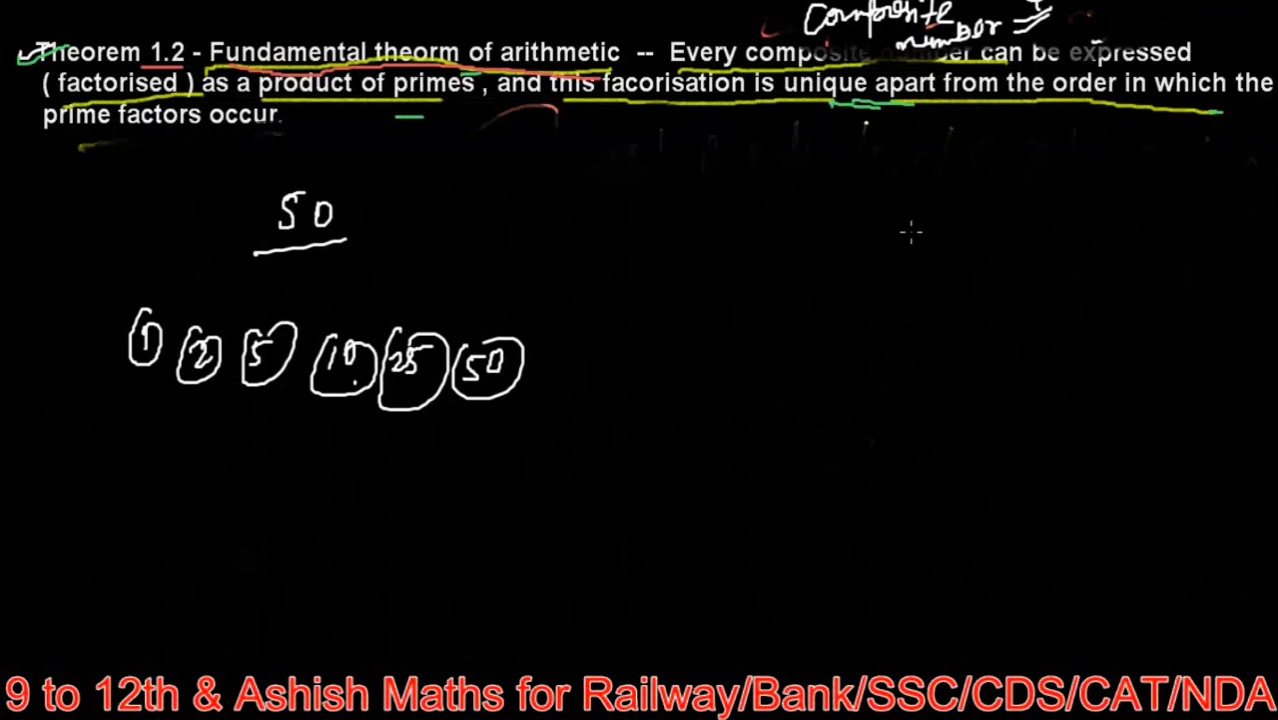 Composite
number
Theorem 1.2 - Fundamental theorm of arithmetic -- Every composite number can be expressed
( factorised ) as a product of primes , and this facorisation is unique apart from the order in which the
prime factors occur.
50
1 2 5 10 25 50
9 to 12th & Ashish Maths for Railway/Bank/SSC/CDS/CAT/NDA